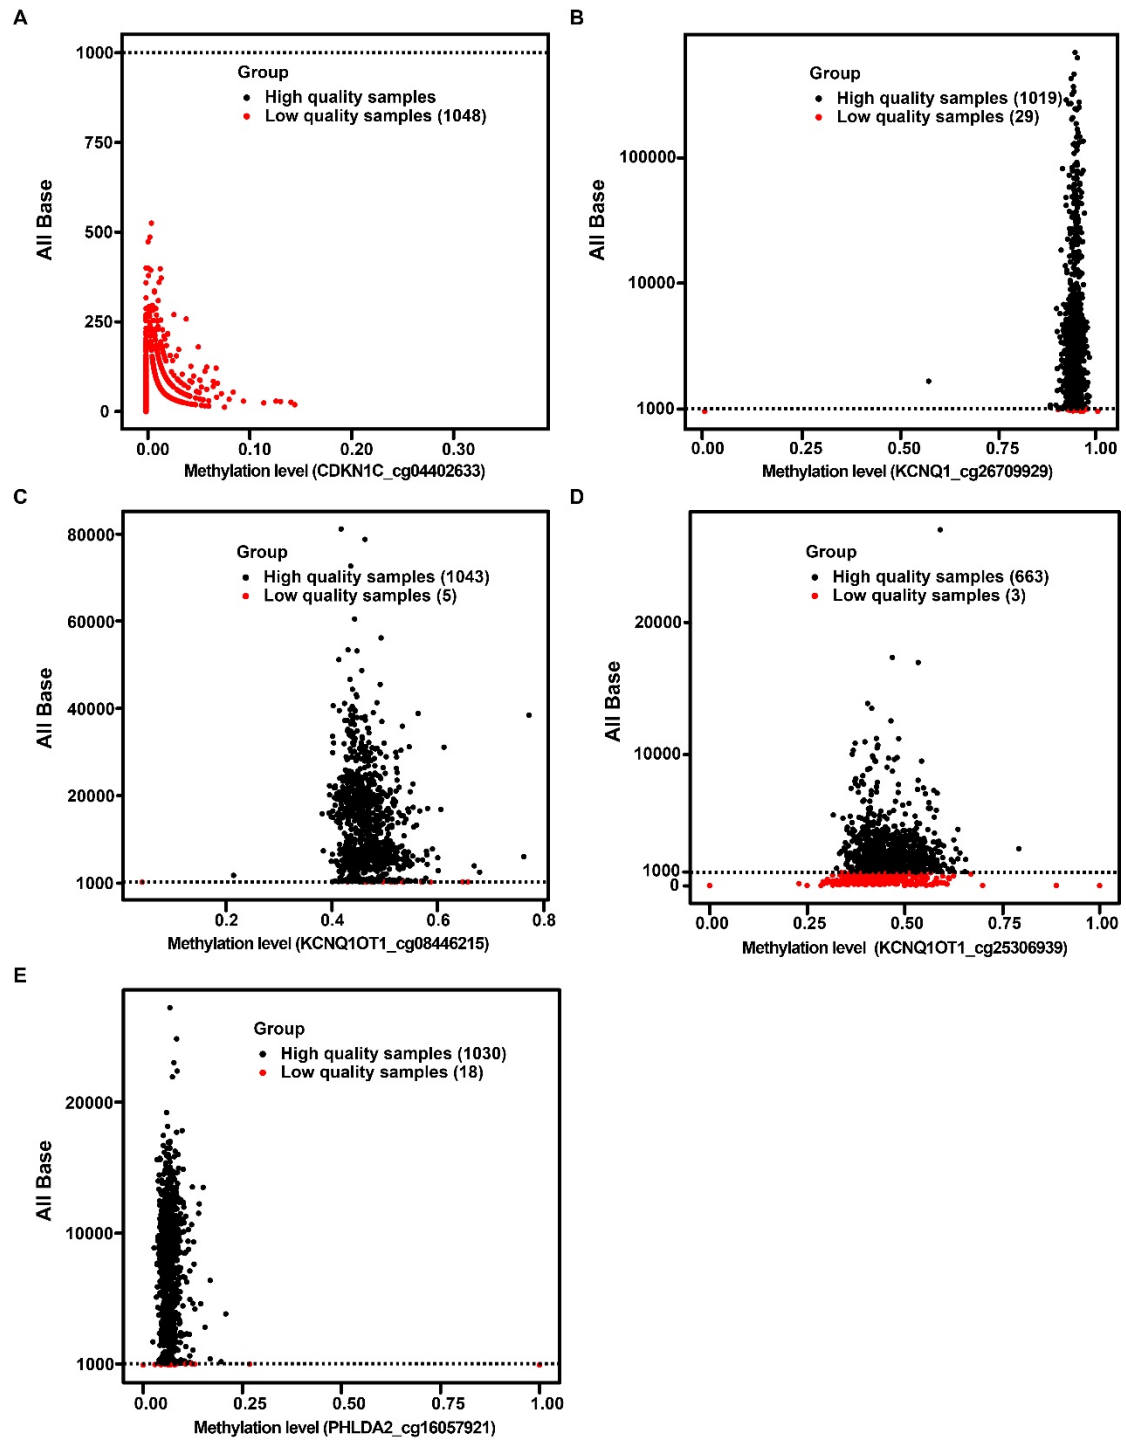 A
1000
750
500
250
0
All Base
Group
High quality samples
Low quality samples (1048)
0.00 0.10 0.20 0.30
Methylation level (CDKN1C_cg04402633)
B
100000
10000
1000
All Base
Group
High quality samples (1019)
Low quality samples (29)
0.00 0.25 0.50 0.75 1.00
Methylation level (KCNQ1_cg26709929)
C
80000
60000
40000
20000
1000
All Base
Group
High quality samples (1043)
Low quality samples (5)
0.2 0.4 0.6 0.8
Methylation level (KCNQ1OT1_cg08446215)
D
20000
10000
1000
0
All Base
Group
High quality samples (663)
Low quality samples (3)
0.00 0.25 0.50 0.75 1.00
Methylation level (KCNQ1OT1_cg25306939)
E
20000
10000
1000
All Base
Group
High quality samples (1030)
Low quality samples (18)
0.00 0.25 0.50 0.75 1.00
Methylation level (PHLDA2_cg16057921)